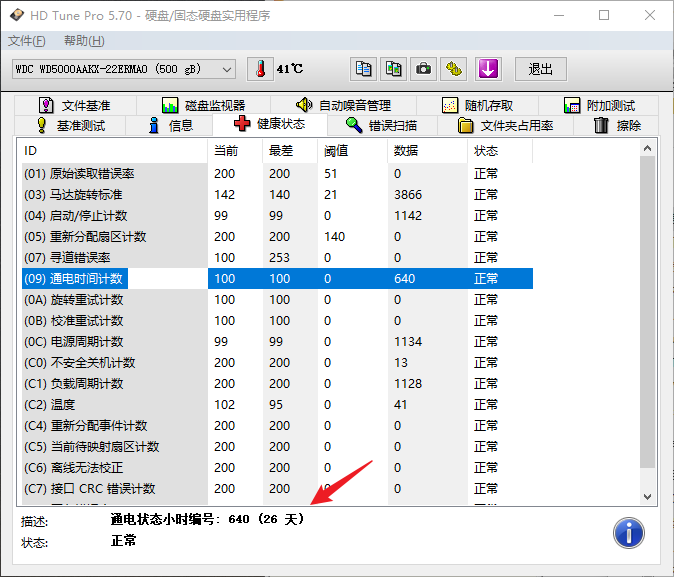 HD Tune Pro 5.70 - 硬盘/固态硬盘实用程序
文件(F) 帮助(H)
WDC WD5000AAKX-22ERMA0 (500 gB) 41℃ 退出
文件基准 磁盘监视器 自动噪音管理 随机存取 附加测试
基准测试 信息 健康状态 错误扫描 文件夹占用率 擦除
ID 当前 最差 阈值 数据 状态
(01) 原始读取错误率 200 200 51 0 正常
(03) 马达旋转标准 142 140 21 3866 正常
(04) 启动/停止计数 99 99 0 1142 正常
(05) 重新分配扇区计数 200 200 140 0 正常
(07) 寻道错误率 100 253 0 0 正常
(09) 通电时间计数 100 100 0 640 正常
(0A) 旋转重试计数 100 100 0 0 正常
(0B) 校准重试计数 100 100 0 0 正常
(0C) 电源周期计数 99 99 0 1134 正常
(C0) 不安全关机计数 200 200 0 13 正常
(C1) 负载周期计数 200 200 0 1128 正常
(C2) 温度 102 95 0 41 正常
(C4) 重新分配事件计数 200 200 0 0 正常
(C5) 当前待映射扇区计数 200 200 0 0 正常
(C6) 离线无法校正 200 200 0 0 正常
(C7) 接口 CRC 错误计数 200 200 0 0 正常
描述: 通电状态小时编号: 640 (26 天)
状态: 正常